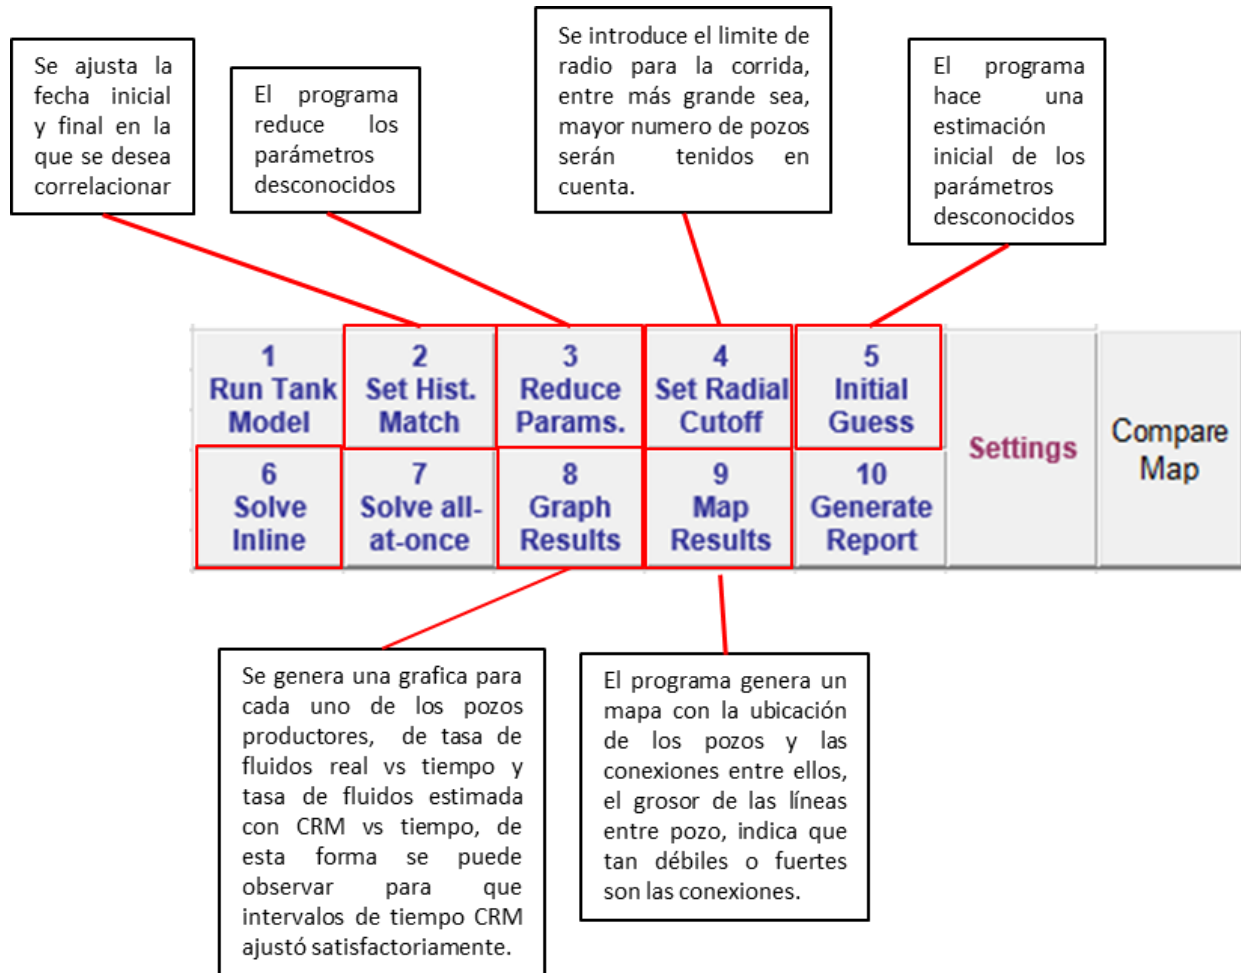 Se ajusta la
fecha inicial
y final en la
que se desea
correlacionar
El programa
reduce los
parámetros
desconocidos
Se introduce el limite de
radio para la corrida,
entre más grande sea,
mayor numero de pozos
serán tenidos en
cuenta.
El programa
hace una
estimación
inicial de los
parámetros
desconocidos
1
Run Tank
Model
2
Set Hist.
Match
3
Reduce
Params.
4
Set Radial
Cutoff
5
Initial
Guess
Settings
Compare
Map
6
Solve
Inline
7
Solve all-
at-once
8
Graph
Results
9
Map
Results
10
Generate
Report
Se genera una grafica para
cada uno de los pozos
productores, de tasa de
fluidos real vs tiempo y
tasa de fluidos estimada
con CRM vs tiempo, de
esta forma se puede
observar para que
intervalos de tiempo CRM
ajustó satisfactoriamente.
El programa genera un
mapa con la ubicación
de los pozos y las
conexiones entre ellos,
el grosor de las líneas
entre pozo, indica que
tan débiles o fuertes
son las conexiones.